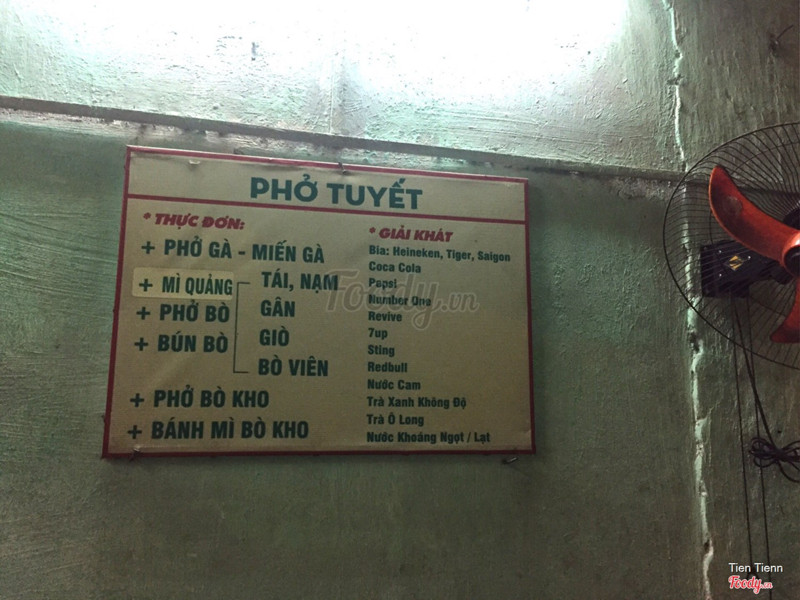 PHỞ TUYẾT
* THỰC ĐƠN:
+ PHỞ GÀ - MIẾN GÀ
+ MÌ QUẢNG
+ PHỞ BÒ
+ BÚN BÒ
TÁI, NẠM
GÂN
GIÒ
BÒ VIÊN
+ PHỞ BÒ KHO
+ BÁNH MÌ BÒ KHO
* GIẢI KHÁT
Bia: Heineken, Tiger, Saigon
Coca Cola
Pepsi
Number One
Revive
7up
Sting
Redbull
Nước Cam
Trà Xanh Không Độ
Trà Ô Long
Nước Khoáng Ngọt / Lạt
Foody.vn
Tien Tienn
Foody.vn